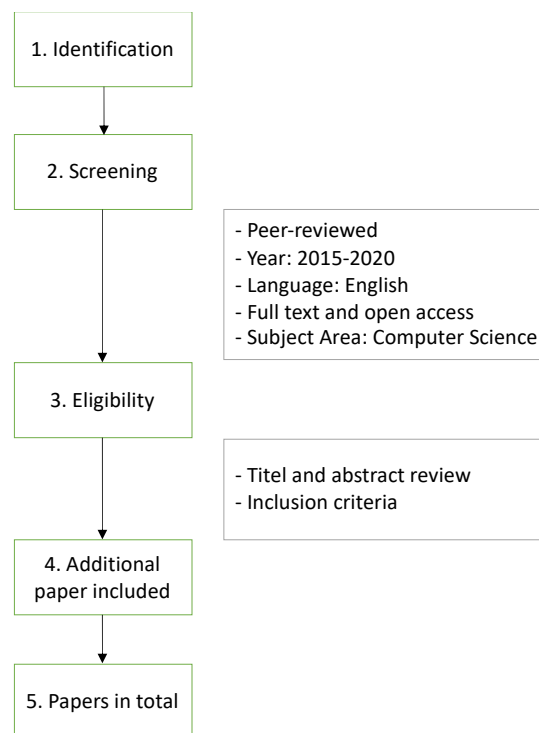 1. Identification
2. Screening
- Peer-reviewed
- Year: 2015-2020
- Language: English
- Full text and open access
- Subject Area: Computer Science
3. Eligibility
- Titel and abstract review
- Inclusion criteria
4. Additional
paper included
5. Papers in total